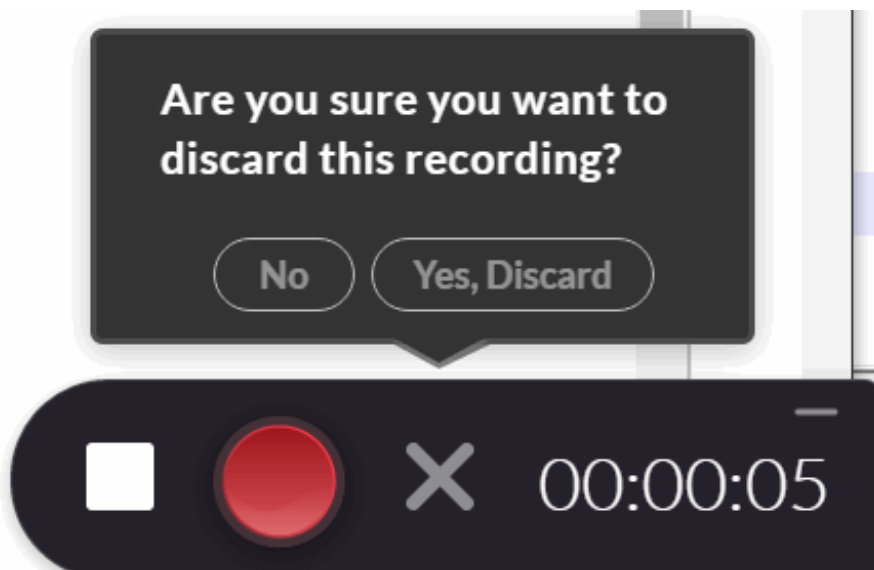 Are you sure you want to
discard this recording?
No Yes, Discard
00:00:05